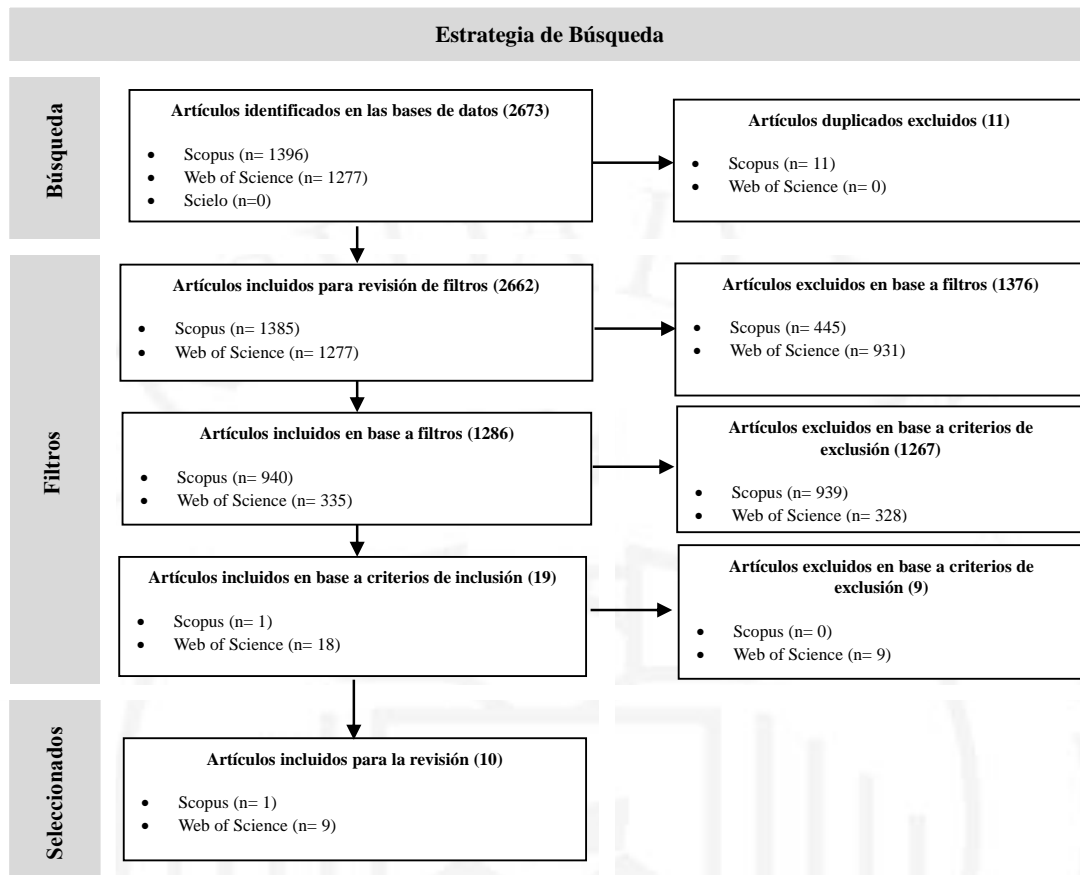 Estrategia de Búsqueda
Búsqueda
Artículos identificados en las bases de datos (2673)
• Scopus (n= 1396)
• Web of Science (n= 1277)
• Scielo (n=0)
Artículos duplicados excluidos (11)
• Scopus (n= 11)
• Web of Science (n= 0)
Filtros
Artículos incluidos para revisión de filtros (2662)
• Scopus (n= 1385)
• Web of Science (n= 1277)
Artículos excluidos en base a filtros (1376)
• Scopus (n= 445)
• Web of Science (n= 931)
Artículos incluidos en base a filtros (1286)
• Scopus (n= 940)
• Web of Science (n= 335)
Artículos excluidos en base a criterios de
exclusión (1267)
• Scopus (n= 939)
• Web of Science (n= 328)
Artículos incluidos en base a criterios de inclusión (19)
• Scopus (n= 1)
• Web of Science (n= 18)
Artículos excluidos en base a criterios de
exclusión (9)
• Scopus (n= 0)
• Web of Science (n= 9)
Seleccionados
Artículos incluidos para la revisión (10)
• Scopus (n= 1)
• Web of Science (n= 9)